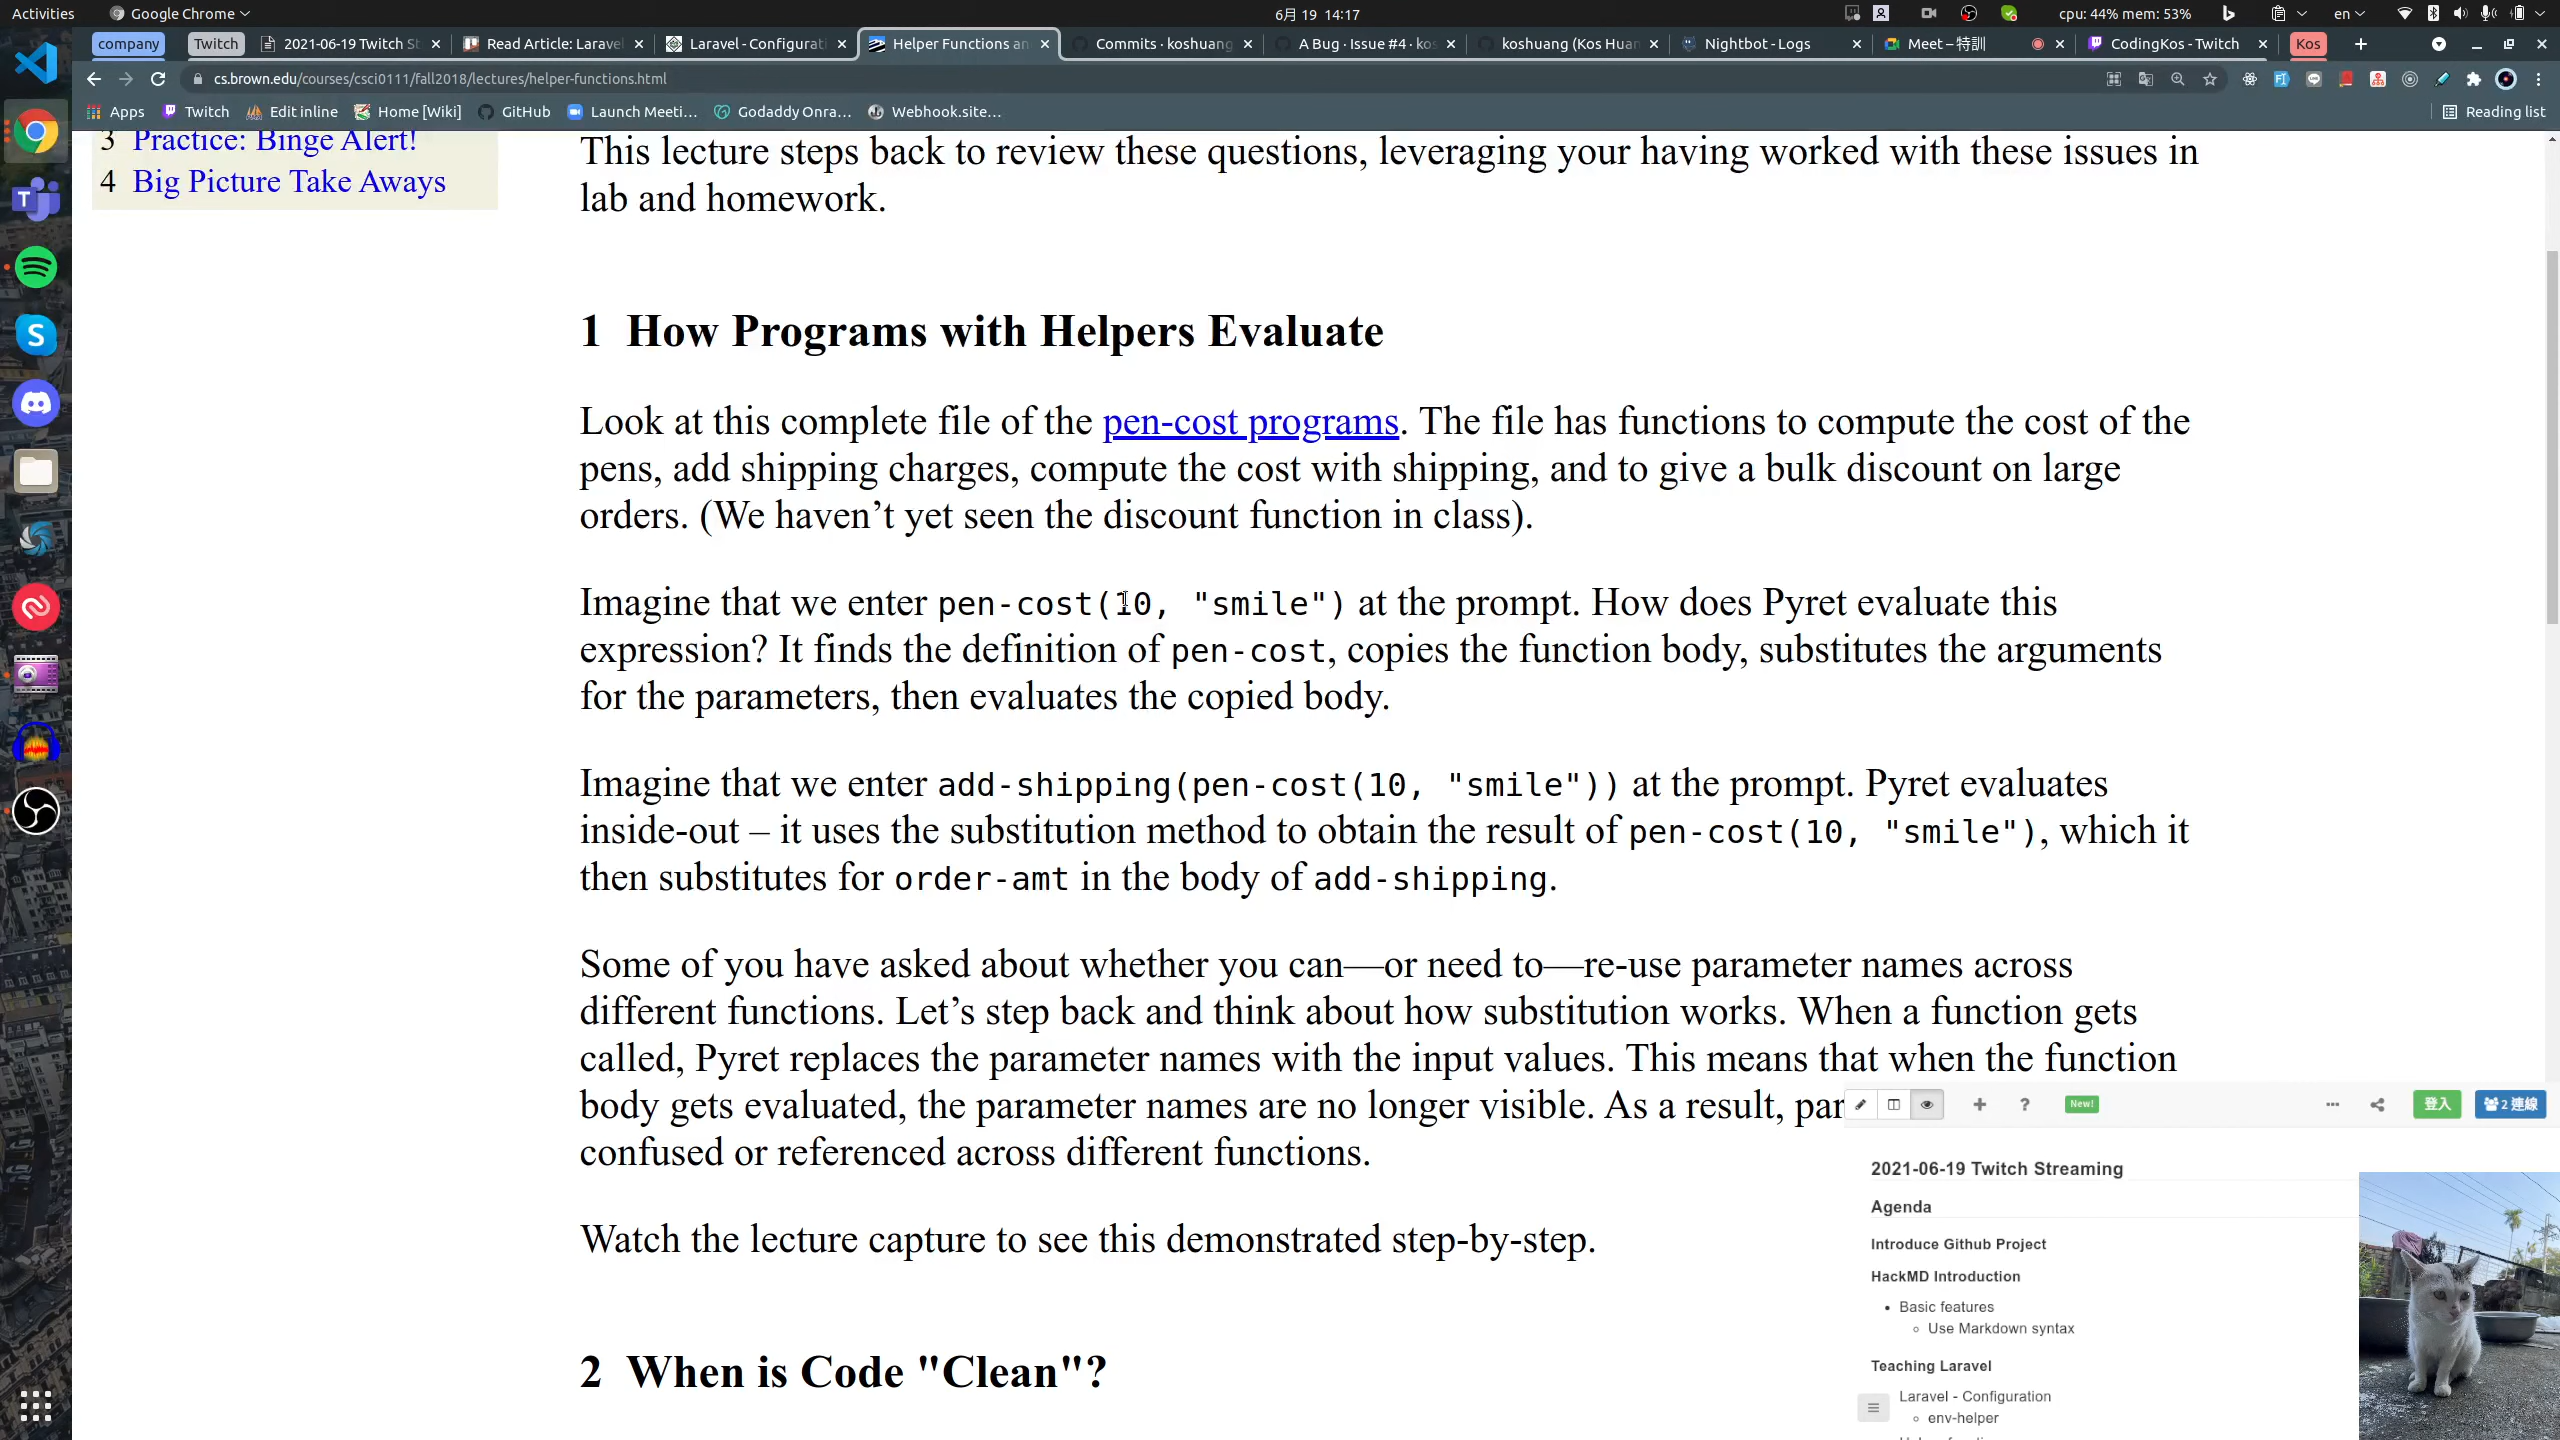 Activities
Google Chrome
6月 19 14:17
cpu: 44% mem: 53%
en
company
Twitch
2021-06-19 Twitch St
Read Article: Laravel
Laravel - Configurati
Helper Functions an
Commits · koshuang
A Bug · Issue #4 · kos
koshuang (Kos Huan
Nightbot - Logs
Meet – 特訓
CodingKos - Twitch
Kos
cs.brown.edu/courses/csci0111/fall2018/lectures/helper-functions.html
Apps
Twitch
Edit inline
Home [Wiki]
GitHub
Launch Meeti...
Godaddy Onra...
Webhook.site...
Reading list
3 Practice: Binge Alert!
4 Big Picture Take Aways
This lecture steps back to review these questions, leveraging your having worked with these issues in
lab and homework.
1 How Programs with Helpers Evaluate
Look at this complete file of the pen-cost programs. The file has functions to compute the cost of the
pens, add shipping charges, compute the cost with shipping, and to give a bulk discount on large
orders. (We haven’t yet seen the discount function in class).
Imagine that we enter pen-cost(10, "smile") at the prompt. How does Pyret evaluate this
expression? It finds the definition of pen-cost, copies the function body, substitutes the arguments
for the parameters, then evaluates the copied body.
Imagine that we enter add-shipping(pen-cost(10, "smile")) at the prompt. Pyret evaluates
inside-out – it uses the substitution method to obtain the result of pen-cost(10, "smile"), which it
then substitutes for order-amt in the body of add-shipping.
Some of you have asked about whether you can—or need to—re-use parameter names across
different functions. Let’s step back and think about how substitution works. When a function gets
called, Pyret replaces the parameter names with the input values. This means that when the function
body gets evaluated, the parameter names are no longer visible. As a result, par
confused or referenced across different functions.
Watch the lecture capture to see this demonstrated step-by-step.
2 When is Code "Clean"?
New!
登入
2 連線
2021-06-19 Twitch Streaming
Agenda
Introduce Github Project
HackMD Introduction
Basic features
Use Markdown syntax
Teaching Laravel
Laravel - Configuration
env-helper